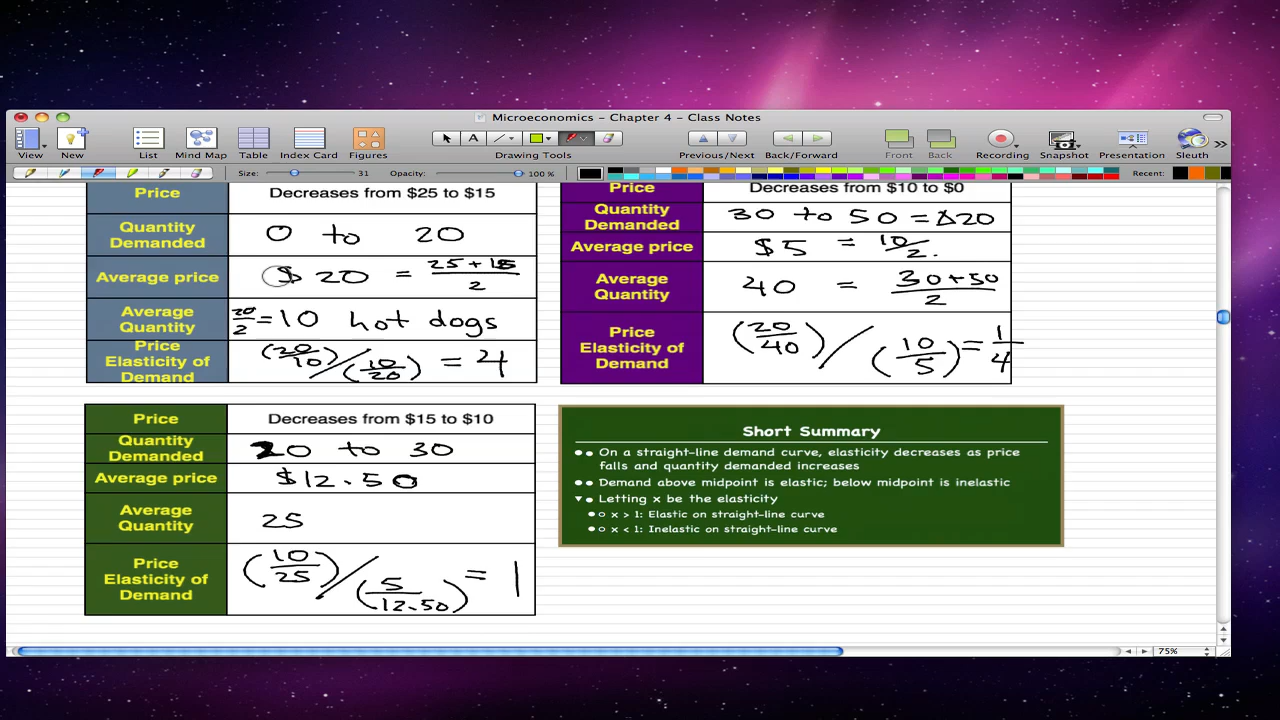 Microeconomics - Chapter 4 - Class Notes
View New List Mind Map Table Index Card Figures Drawing Tools Previous/Next Back/Forward Front Back Recording Snapshot Presentation Sleuth
Size: 31 Opacity: 100 % Recent:
Price Decreases from $25 to $15
Quantity Demanded 0 to 20
Average price $ 20 = 25 + 15 / 2
Average Quantity 20/2 = 10 hot dogs
Price Elasticity of Demand (20/10) / (10/20) = 4
Price Decreases from $10 to $0
Quantity Demanded 30 to 50 = Δ20
Average price $5 = 10/2.
Average Quantity 40 = 30+50 / 2
Price Elasticity of Demand (20/40) / (10/5) = 1/4
Price Decreases from $15 to $10
Quantity Demanded 20 to 30
Average price $12.50
Average Quantity 25
Price Elasticity of Demand (10/25) / (5/12.50) = 1
Short Summary
On a straight-line demand curve, elasticity decreases as price
falls and quantity demanded increases
Demand above midpoint is elastic; below midpoint is inelastic
Letting x be the elasticity
x > 1: Elastic on straight-line curve
x < 1: Inelastic on straight-line curve
75%